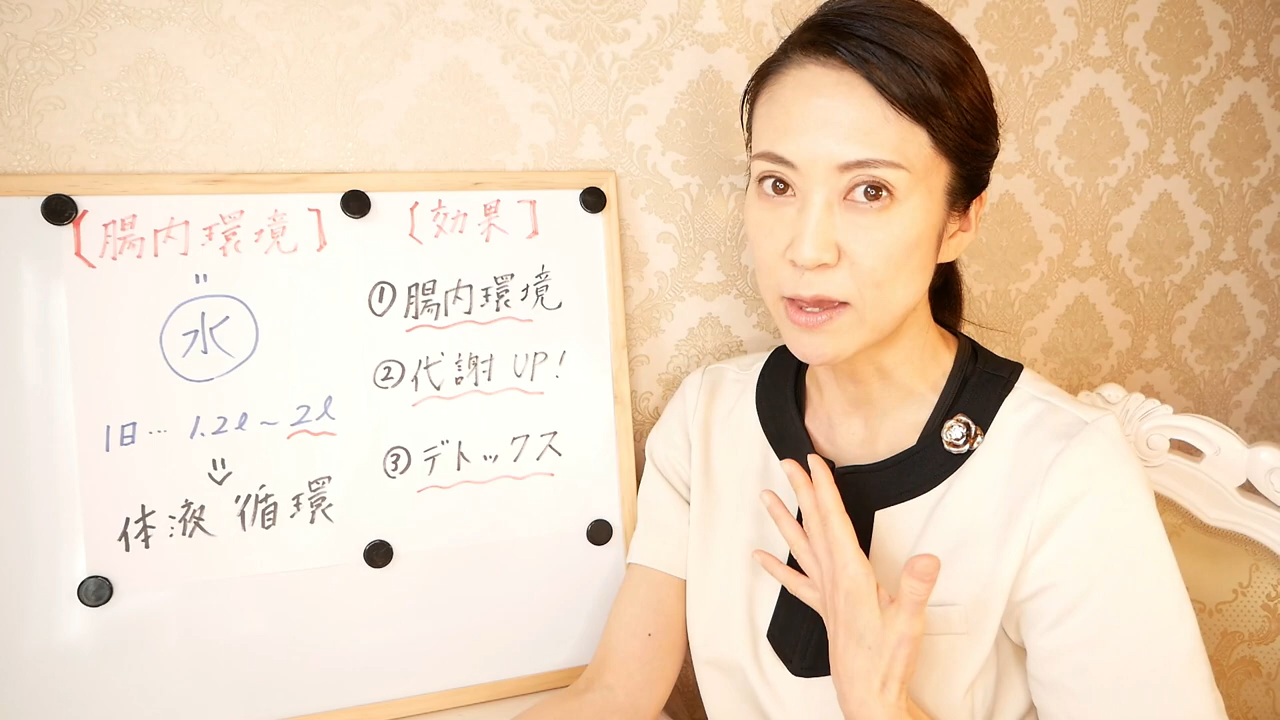 【腸内環境】
〃
水
1日… 1.2ℓ〜2ℓ
体液循環
【効果】
①腸内環境
②代謝UP!
③デトックス